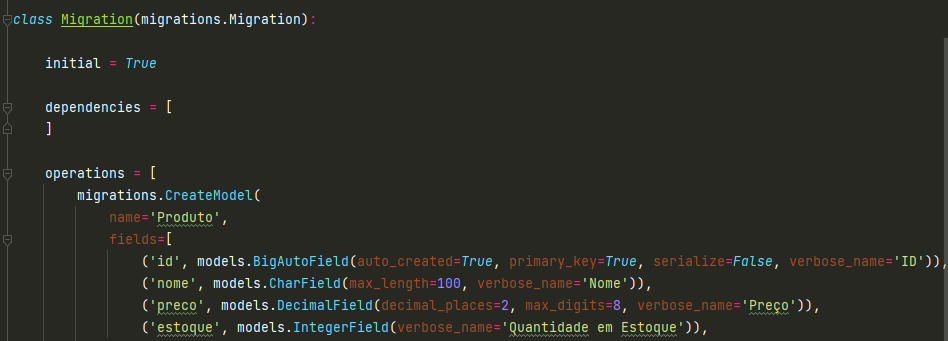 class Migration(migrations.Migration):
initial = True
dependencies = [
]
operations = [
migrations.CreateModel(
name='Produto',
fields=[
('id', models.BigAutoField(auto_created=True, primary_key=True, serialize=False, verbose_name='ID')),
('nome', models.CharField(max_length=100, verbose_name='Nome')),
('preco', models.DecimalField(decimal_places=2, max_digits=8, verbose_name='Preço')),
('estoque', models.IntegerField(verbose_name='Quantidade em Estoque')),